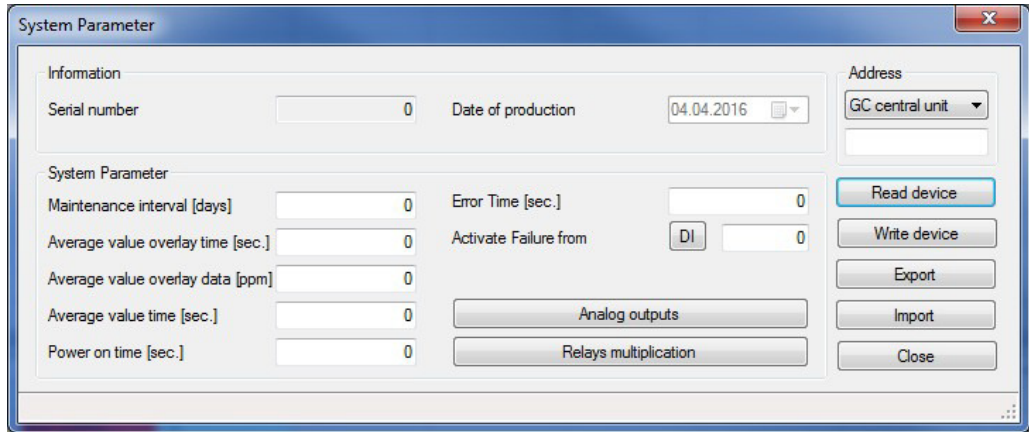 System Parameter
x
Information
Serial number 0 Date of production 04.04.2016
Address
GC central unit
System Parameter
Maintenance interval [days] 0 Error Time [sec.] 0
Average value overlay time [sec.] 0 Activate Failure from DI 0
Average value overlay data [ppm] 0
Average value time [sec.] 0 Analog outputs
Power on time [sec.] 0 Relays multiplication
Read device
Write device
Export
Import
Close